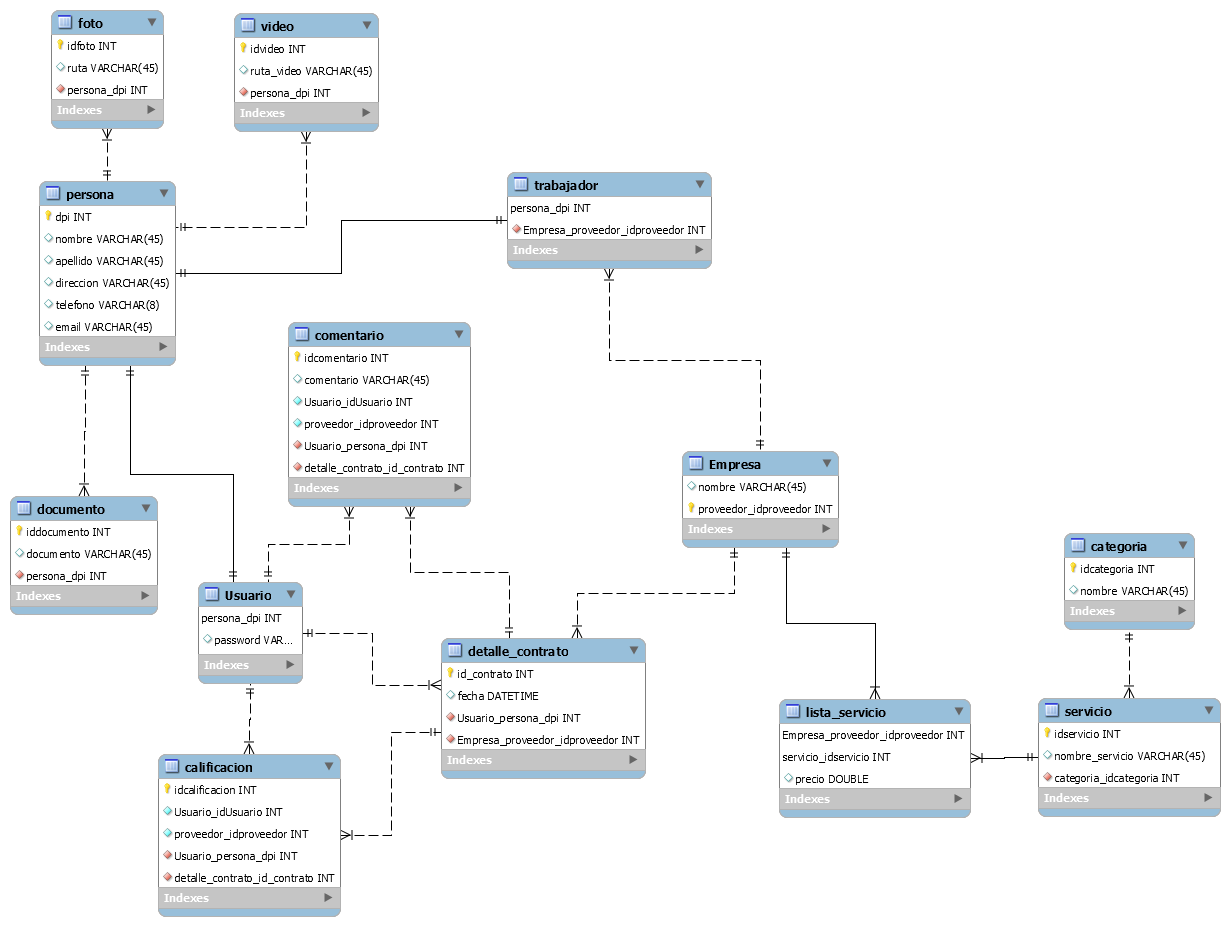 foto
idfoto INT
ruta VARCHAR(45)
persona_dpi INT
Indexes
video
idvideo INT
ruta_video VARCHAR(45)
persona_dpi INT
Indexes
persona
dpi INT
nombre VARCHAR(45)
apellido VARCHAR(45)
direccion VARCHAR(45)
telefono VARCHAR(8)
email VARCHAR(45)
Indexes
trabajador
persona_dpi INT
Empresa_proveedor_idproveedor INT
Indexes
comentario
idcomentario INT
comentario VARCHAR(45)
Usuario_idUsuario INT
proveedor_idproveedor INT
Usuario_persona_dpi INT
detalle_contrato_id_contrato INT
Indexes
Empresa
nombre VARCHAR(45)
proveedor_idproveedor INT
Indexes
documento
iddocumento INT
documento VARCHAR(45)
persona_dpi INT
Indexes
categoria
idcategoria INT
nombre VARCHAR(45)
Indexes
Usuario
persona_dpi INT
password VAR...
Indexes
detalle_contrato
id_contrato INT
fecha DATETIME
Usuario_persona_dpi INT
Empresa_proveedor_idproveedor INT
Indexes
lista_servicio
Empresa_proveedor_idproveedor INT
servicio_idservicio INT
precio DOUBLE
Indexes
servicio
idservicio INT
nombre_servicio VARCHAR(45)
categoria_idcategoria INT
Indexes
calificacion
idcalificacion INT
Usuario_idUsuario INT
proveedor_idproveedor INT
Usuario_persona_dpi INT
detalle_contrato_id_contrato INT
Indexes